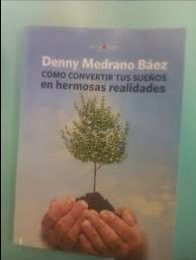 Denny Medrano Báez
CÓMO CONVERTIR TUS SUEÑOS
en hermosas realidades